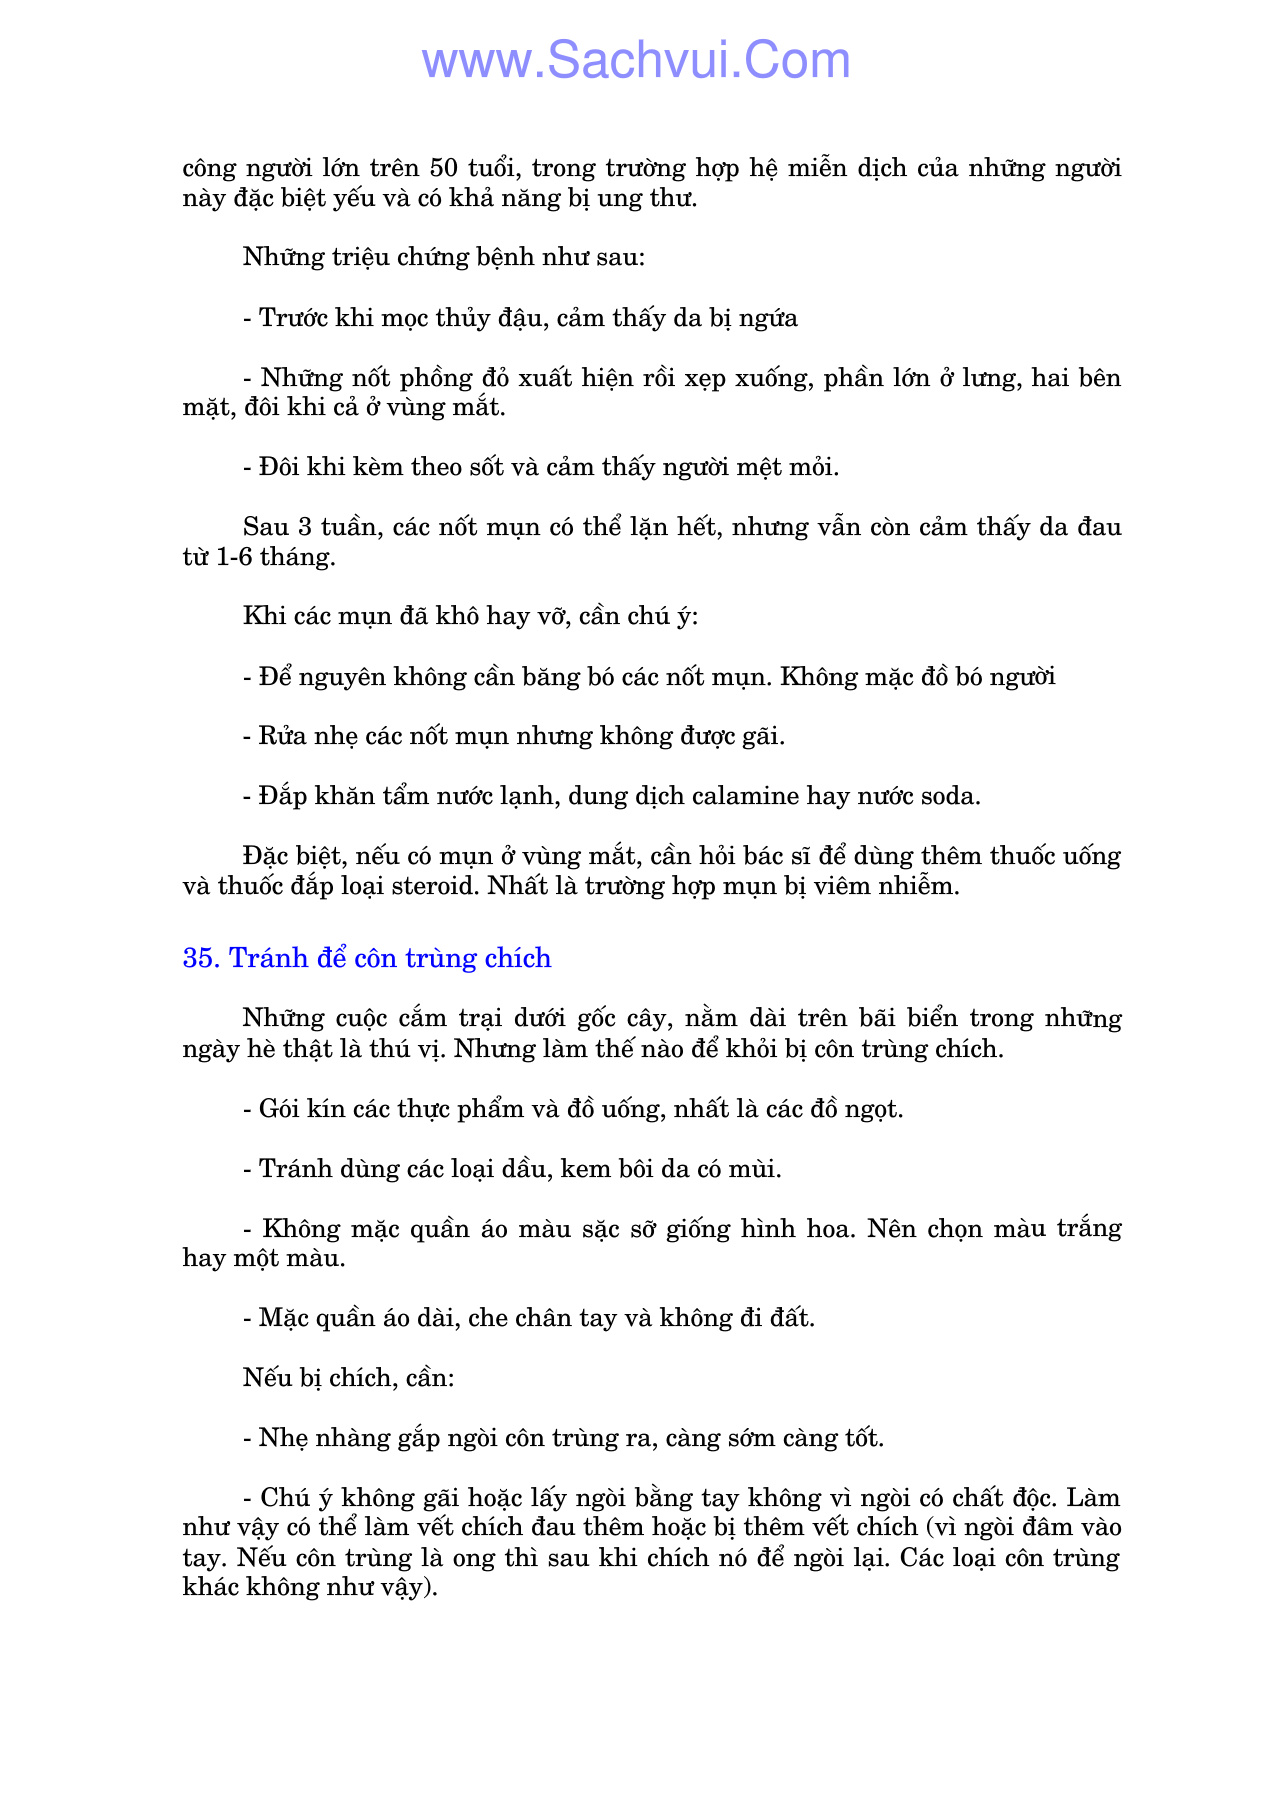 www.Sachvui.Com
công người lớn trên 50 tuổi, trong trường hợp hệ miễn dịch của những người
này đặc biệt yếu và có khả năng bị ung thư.
Những triệu chứng bệnh như sau:
- Trước khi mọc thủy đậu, cảm thấy da bị ngứa
- Những nốt phồng đỏ xuất hiện rồi xẹp xuống, phần lớn ở lưng, hai bên
mặt, đôi khi cả ở vùng mắt.
- Đôi khi kèm theo sốt và cảm thấy người mệt mỏi.
Sau 3 tuần, các nốt mụn có thể lặn hết, nhưng vẫn còn cảm thấy da đau
từ 1-6 tháng.
Khi các mụn đã khô hay vỡ, cần chú ý:
- Để nguyên không cần băng bó các nốt mụn. Không mặc đồ bó người
- Rửa nhẹ các nốt mụn nhưng không được gãi.
- Đắp khăn tẩm nước lạnh, dung dịch calamine hay nước soda.
Đặc biệt, nếu có mụn ở vùng mắt, cần hỏi bác sĩ để dùng thêm thuốc uống
và thuốc đắp loại steroid. Nhất là trường hợp mụn bị viêm nhiễm.
35. Tránh để côn trùng chích
Những cuộc cắm trại dưới gốc cây, nằm dài trên bãi biển trong những
ngày hè thật là thú vị. Nhưng làm thế nào để khỏi bị côn trùng chích.
- Gói kín các thực phẩm và đồ uống, nhất là các đồ ngọt.
- Tránh dùng các loại dầu, kem bôi da có mùi.
- Không mặc quần áo màu sặc sỡ giống hình hoa. Nên chọn màu trắng
hay một màu.
- Mặc quần áo dài, che chân tay và không đi đất.
Nếu bị chích, cần:
- Nhẹ nhàng gắp ngòi côn trùng ra, càng sớm càng tốt.
- Chú ý không gãi hoặc lấy ngòi bằng tay không vì ngòi có chất độc. Làm
như vậy có thể làm vết chích đau thêm hoặc bị thêm vết chích (vì ngòi đâm vào
tay. Nếu côn trùng là ong thì sau khi chích nó để ngòi lại. Các loại côn trùng
khác không như vậy).